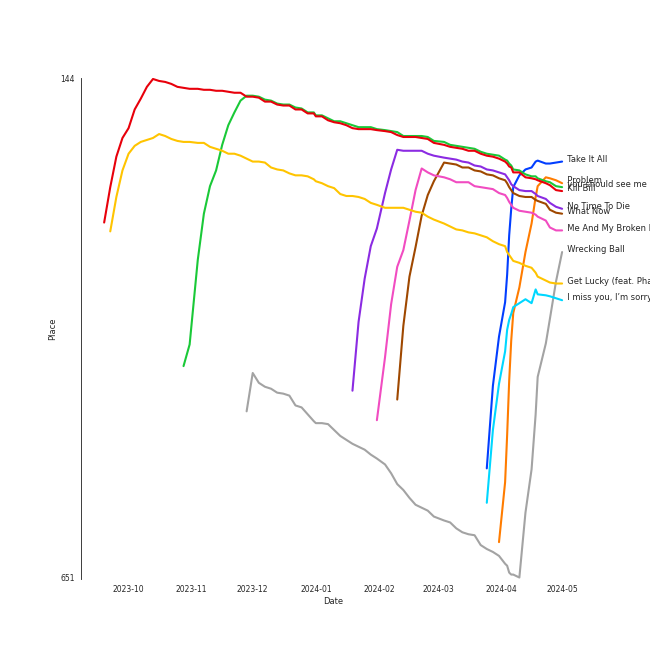 144
Take It All
Problem
you should see me
Kill Bill
No Time To Die
What Now
Me And My Broken
Wrecking Ball
Place
Get Lucky (feat. Pha
I miss you, I'm sorry
651
2023-10 2023-11 2023-12 2024-01 2024-02 2024-03 2024-04 2024-05
Date